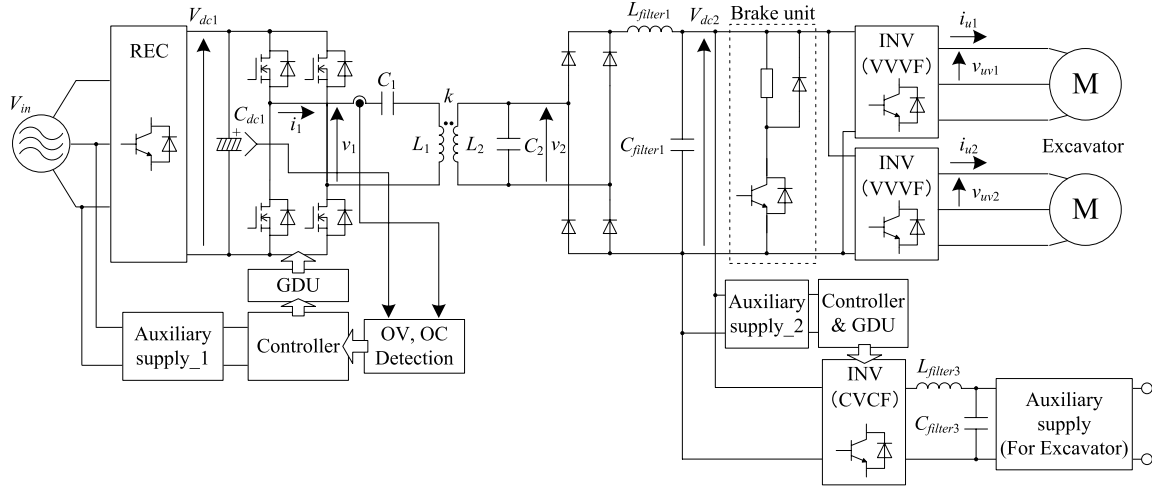 V_dc1
L_filter1
V_dc2
Brake unit
i_u1
REC
INV
(VVVF)
v_uv1
M
V_in
C_dc1
+
i_1
C_1
v_1
k
L_1
L_2
C_2
v_2
C_filter1
Excavator
INV
(VVVF)
i_u2
v_uv2
M
GDU
Auxiliary
supply_1
Controller
OV, OC
Detection
Auxiliary
supply_2
Controller
& GDU
INV
(CVCF)
L_filter3
C_filter3
Auxiliary
supply
(For Excavator)